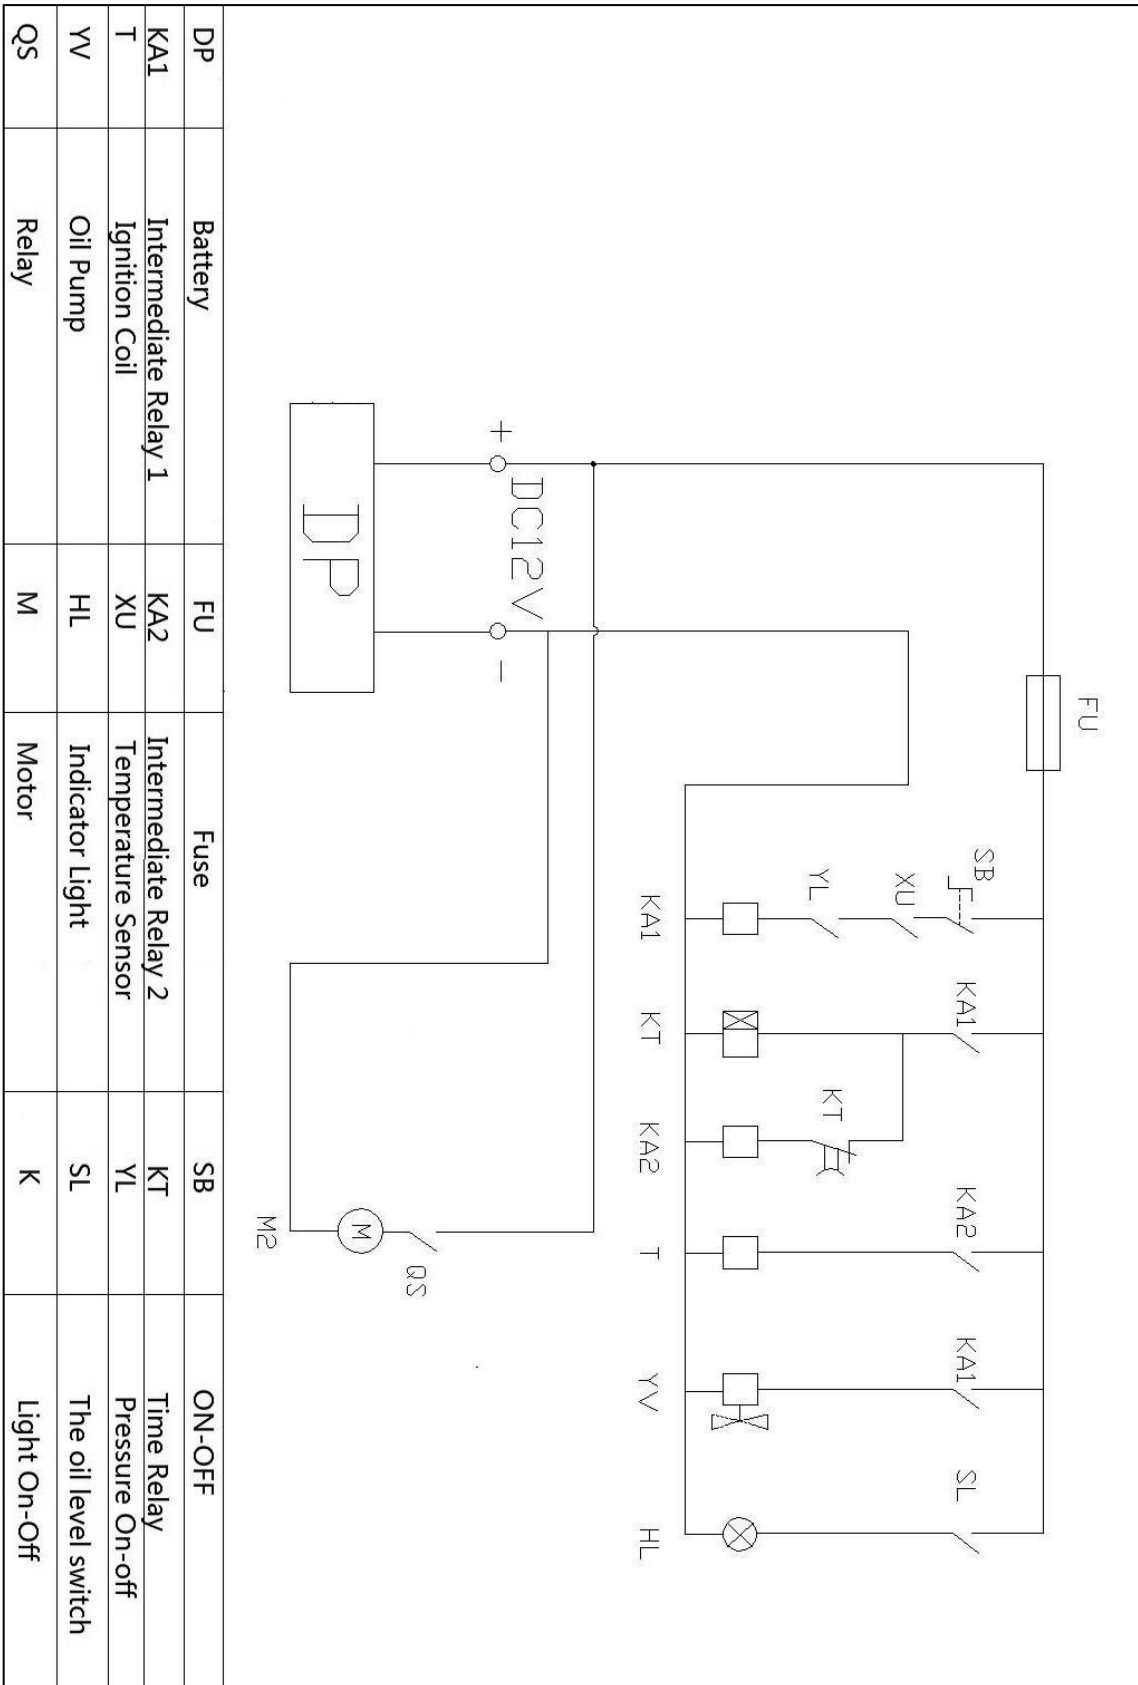 FU
SB KA1 KA2 KA1 SL
XU
YL KT
KA1 KT KA2 T YV HL
+ DC12V −
QS
M
DP
M2
DP Battery FU Fuse SB ON-OFF
KA1 Intermediate Relay 1 KA2 Intermediate Relay 2 KT Time Relay
T Ignition Coil XU Temperature Sensor YL Pressure On-off
YV Oil Pump HL Indicator Light SL The oil level switch
QS Relay M Motor K Light On-Off